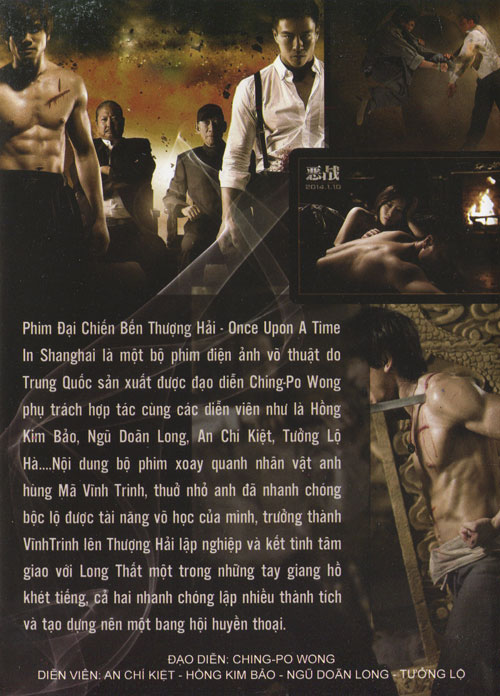 恶战
2014.1.10
Phim Đại Chiến Bến Thượng Hải - Once Upon A Time
In Shanghai là một bộ phim điện ảnh võ thuật do
Trung Quốc sản xuất được đạo diễn Ching-Po Wong
phụ trách hợp tác cùng các diễn viên như là Hồng
Kim Bảo, Ngũ Doãn Long, An Chí Kiệt, Tưởng Lộ
Hà....Nội dung bộ phim xoay quanh nhân vật anh
hùng Mã Vĩnh Trinh, thuở nhỏ anh đã nhanh chóng
bộc lộ được tài năng võ học của mình, trưởng thành
VĩnhTrinh lên Thượng Hải lập nghiệp và kết tình tâm
giao với Long Thất một trong những tay giang hồ
khét tiếng, cả hai nhanh chóng lập nhiều thành tích
và tạo dựng nên một bang hội huyền thoại.
ĐẠO DIỄN: CHING-PO WONG
DIỄN VIÊN: AN CHÍ KIỆT - HỒNG KIM BẢO - NGŨ DOÃN LONG - TƯỞNG LỘ